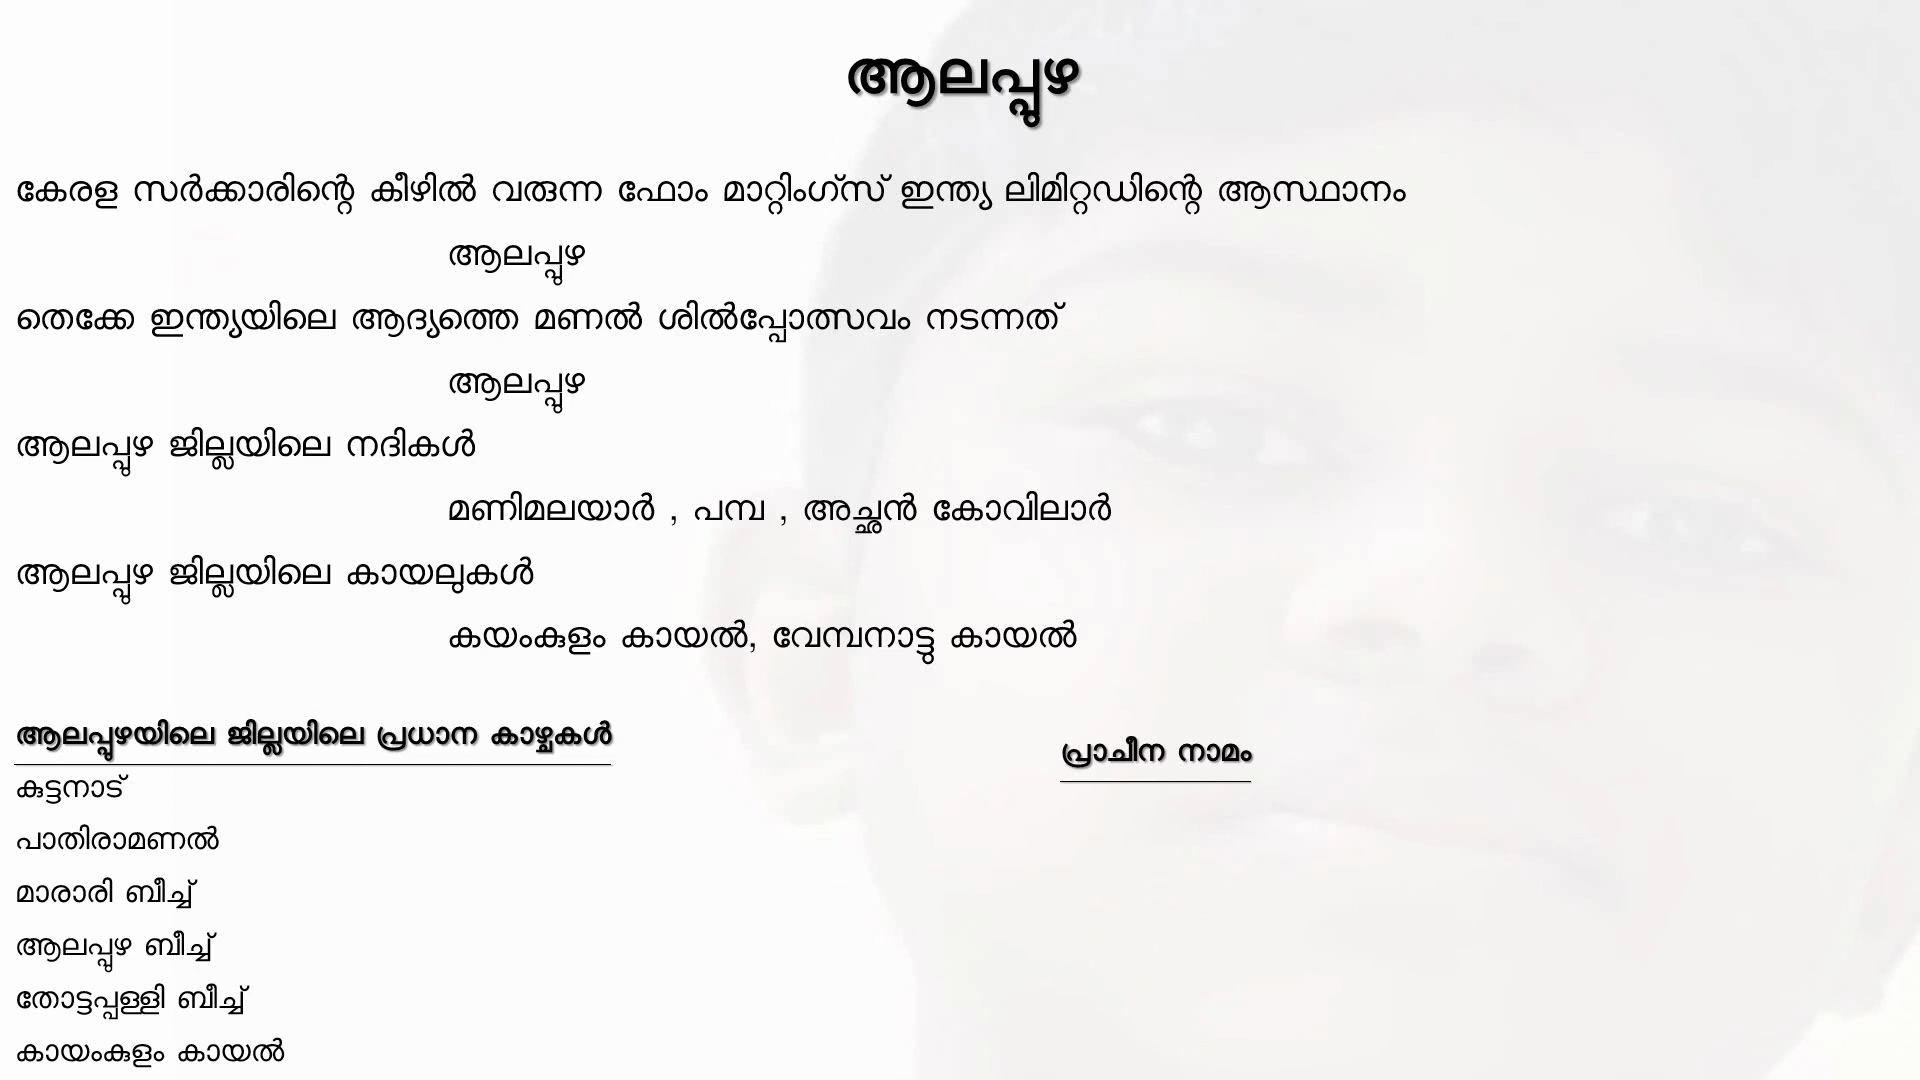 ആലപ്പുഴ
കേരള സർക്കാരിന്റെ കീഴിൽ വരുന്ന ഫോം മാറ്റിംഗ്സ് ഇന്ത്യ ലിമിറ്റഡിന്റെ ആസ്ഥാനം
ആലപ്പുഴ
തെക്കേ ഇന്ത്യയിലെ ആദ്യത്തെ മണൽ ശിൽപ്പോത്സവം നടന്നത്
ആലപ്പുഴ
ആലപ്പുഴ ജില്ലയിലെ നദികൾ
മണിമലയാർ , പമ്പ , അച്ഛൻ കോവിലാർ
ആലപ്പുഴ ജില്ലയിലെ കായലുകൾ
കയംകുളം കായൽ, വേമ്പനാട്ടു കായൽ
ആലപ്പുഴയിലെ ജില്ലയിലെ പ്രധാന കാഴ്ചകൾ
പ്രാചീന നാമം
കുട്ടനാട്
പാതിരാമണൽ
മാരാരി ബീച്ച്
ആലപ്പുഴ ബീച്ച്
തോട്ടപ്പള്ളി ബീച്ച്
കായംകുളം കായൽ